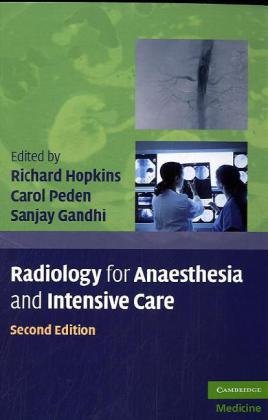 Edited by
Richard Hopkins
Carol Peden
Sanjay Gandhi
Radiology for Anaesthesia
and Intensive Care
Second Edition
CAMBRIDGE
Medicine